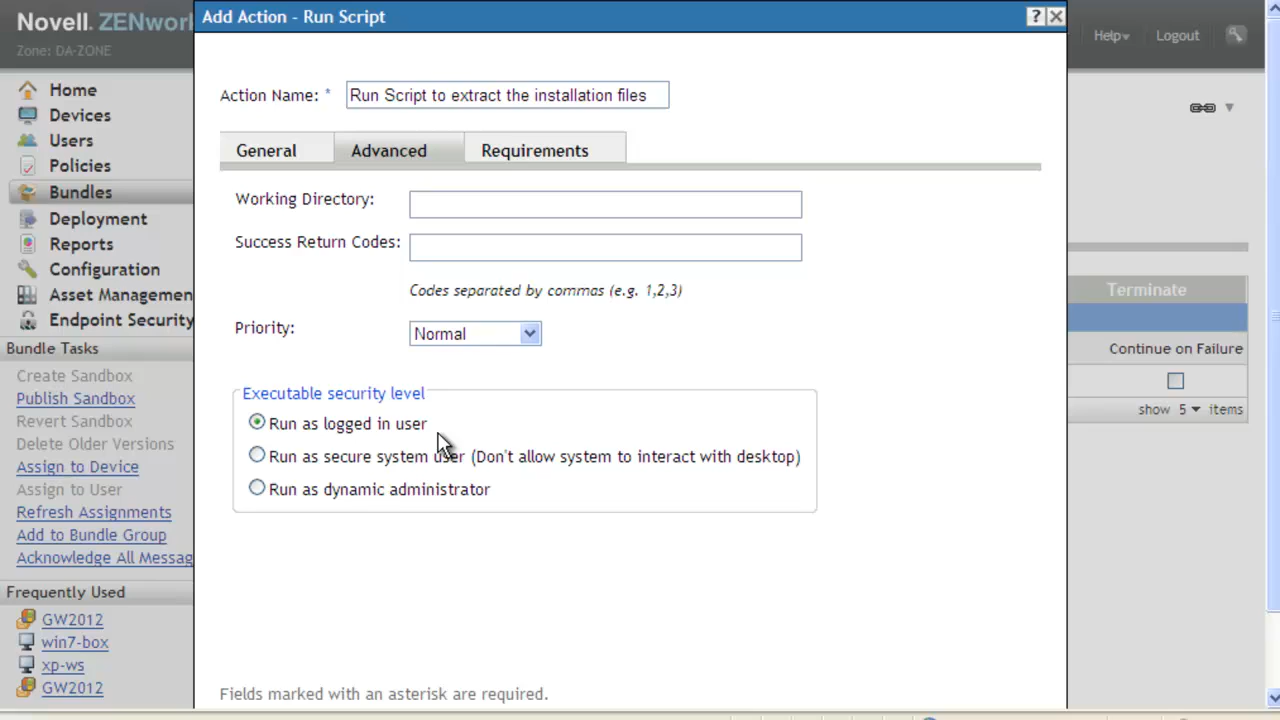 Novell. ZENwor
Zone: DA-ZONE
Home
Devices
Users
Policies
Bundles
Deployment
Reports
Configuration
Asset Managemen
Endpoint Security
Bundle Tasks
Create Sandbox
Publish Sandbox
Revert Sandbox
Delete Older Versions
Assign to Device
Assign to User
Refresh Assignments
Add to Bundle Group
Acknowledge All Messag
Frequently Used
GW2012
win7-box
xp-ws
GW2012
Add Action - Run Script
?
Action Name: * Run Script to extract the installation files
General Advanced Requirements
Working Directory:
Success Return Codes:
Codes separated by commas (e.g. 1,2,3)
Priority: Normal
Executable security level
Run as logged in user
Run as secure system user (Don't allow system to interact with desktop)
Run as dynamic administrator
Fields marked with an asterisk are required.
Help Logout
Terminate
Continue on Failure
show 5 items